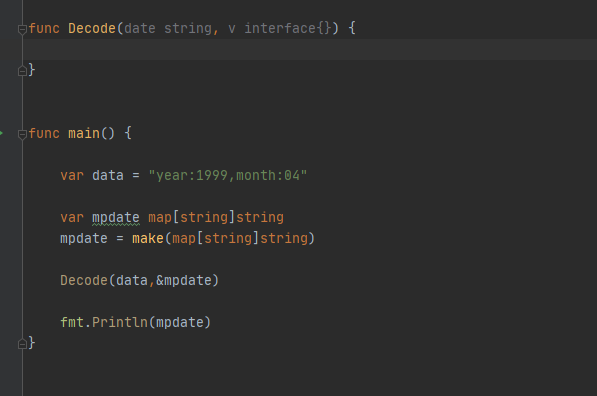 func Decode(date string, v interface{}) {
}
func main() {
var data = "year:1999,month:04"
var mpdate map[string]string
mpdate = make(map[string]string)
Decode(data,&mpdate)
fmt.Println(mpdate)
}